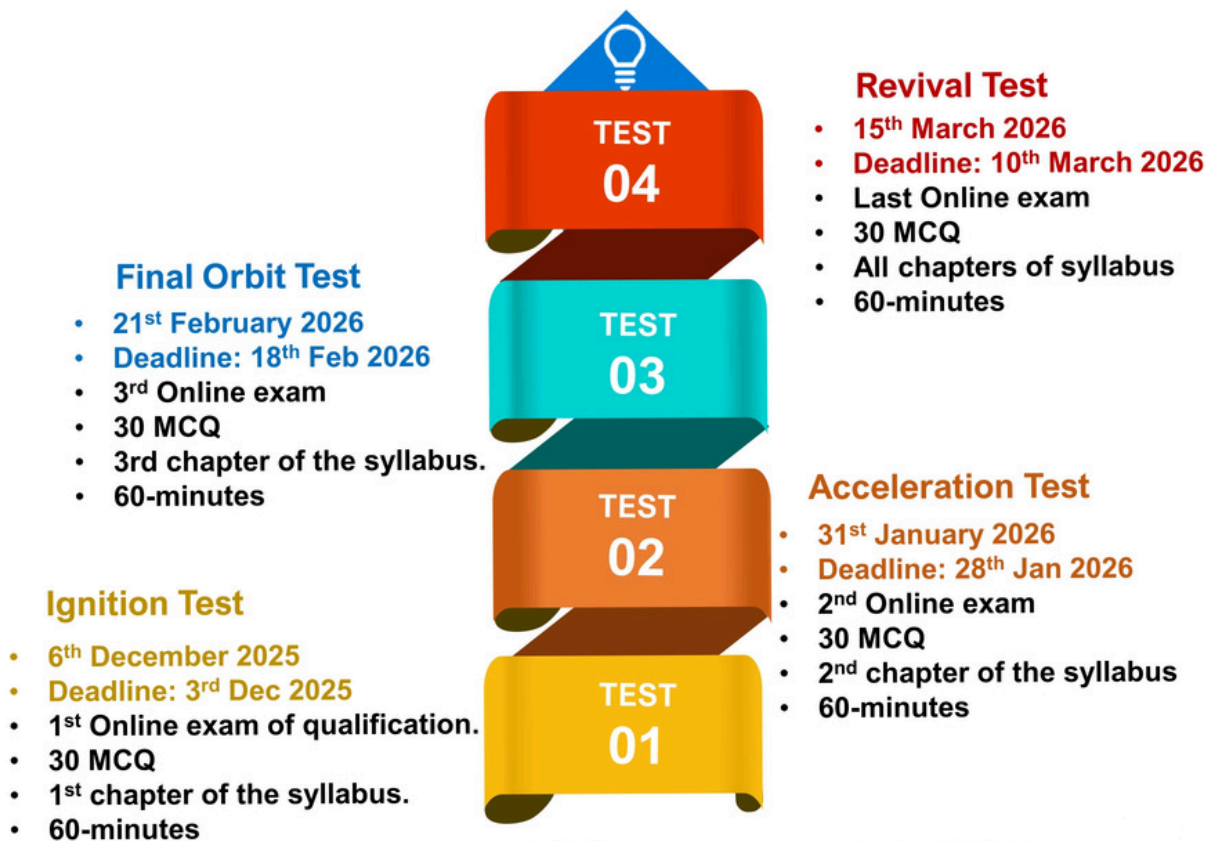 Revival Test
• 15th March 2026
• Deadline: 10th March 2026
• Last Online exam
• 30 MCQ
• All chapters of syllabus
• 60-minutes
TEST
04
Final Orbit Test
• 21st February 2026
• Deadline: 18th Feb 2026
• 3rd Online exam
• 30 MCQ
• 3rd chapter of the syllabus.
• 60-minutes
TEST
03
Acceleration Test
• 31st January 2026
• Deadline: 28th Jan 2026
• 2nd Online exam
• 30 MCQ
• 2nd chapter of the syllabus
• 60-minutes
TEST
02
Ignition Test
• 6th December 2025
• Deadline: 3rd Dec 2025
• 1st Online exam of qualification.
• 30 MCQ
• 1st chapter of the syllabus.
• 60-minutes
TEST
01